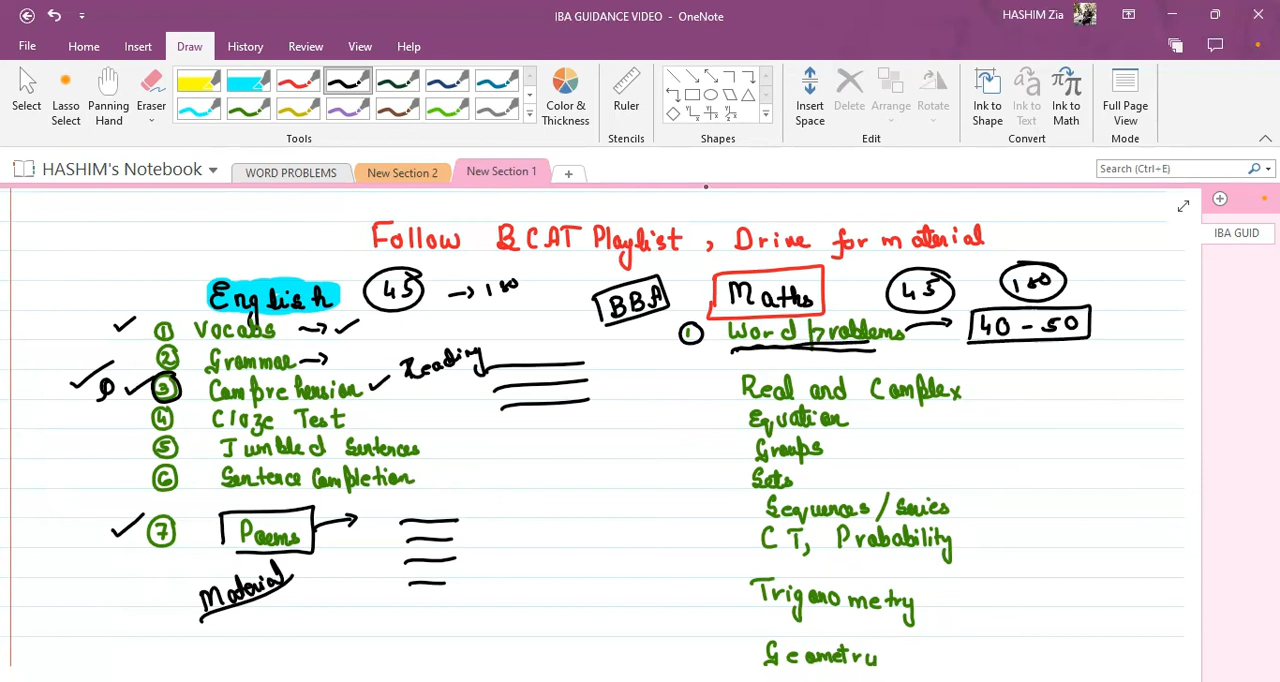 IBA GUIDANCE VIDEO - OneNote
HASHIM Zia
File Home Insert Draw History Review View Help
Select Lasso Select Panning Hand Eraser
Color & Thickness
Ruler
Insert Space Delete Arrange Rotate
Ink to Shape Ink to Text Ink to Math
Full Page View
Tools Stencils Shapes Edit Convert Mode
HASHIM's Notebook WORD PROBLEMS New Section 2 New Section 1
Search (Ctrl+E)
IBA GUID
Follow BCAT Playlist, Drive for material
English 45 → 180
① Vocabs →
② Grammar →
③ Comprehension
Reading
④ Cloze Test
⑤ Jumbled Sentences
⑥ Sentence Completion
⑦ Poems →
Material
BBA
Maths 45 180
① Word problems → 40 - 50
Real and Complex
Equation
Groups
Sets
Sequences / Series
CT, Probability
Trigonometry
Geometry